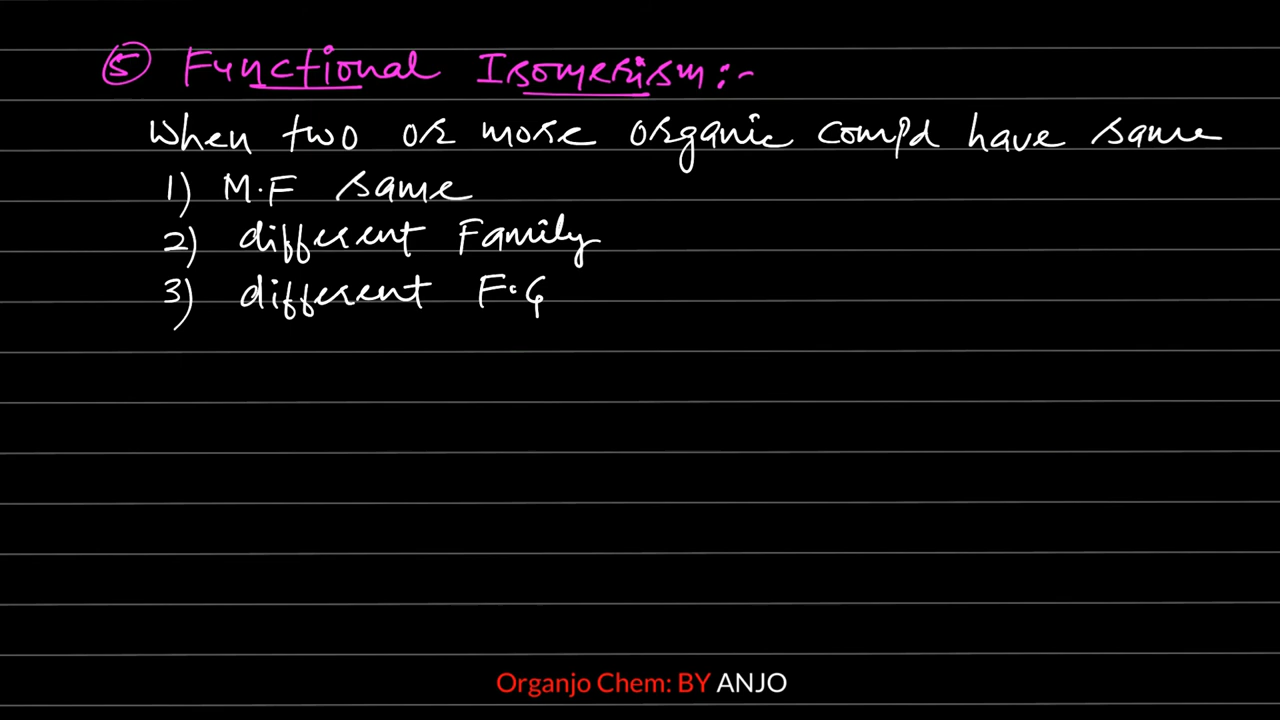 ⑤ Functional Isomerism:-
When two or more organic comp'd have same
1) M.F same
2) different Family
3) different F.G
Organjo Chem: BY ANJO